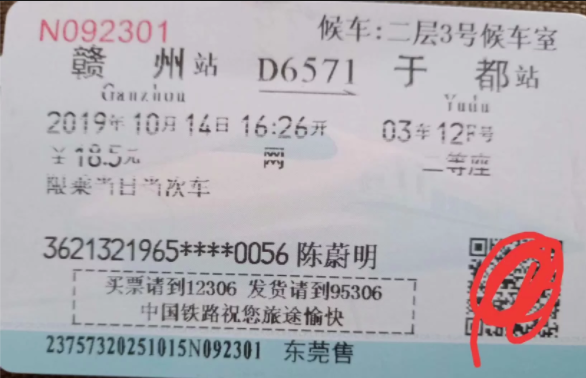 N092301 候车:二层3号候车室
赣州站 D6571 于都站
Ganzhou Yudu
2019年10月14日16:26开 03车12F号
￥18.5元 网 二等座
限乘当日当次车
3621321965****0056 陈蔚明
买票请到12306 发货请到95306
中国铁路祝您旅途愉快
23757320251015N092301 东莞售